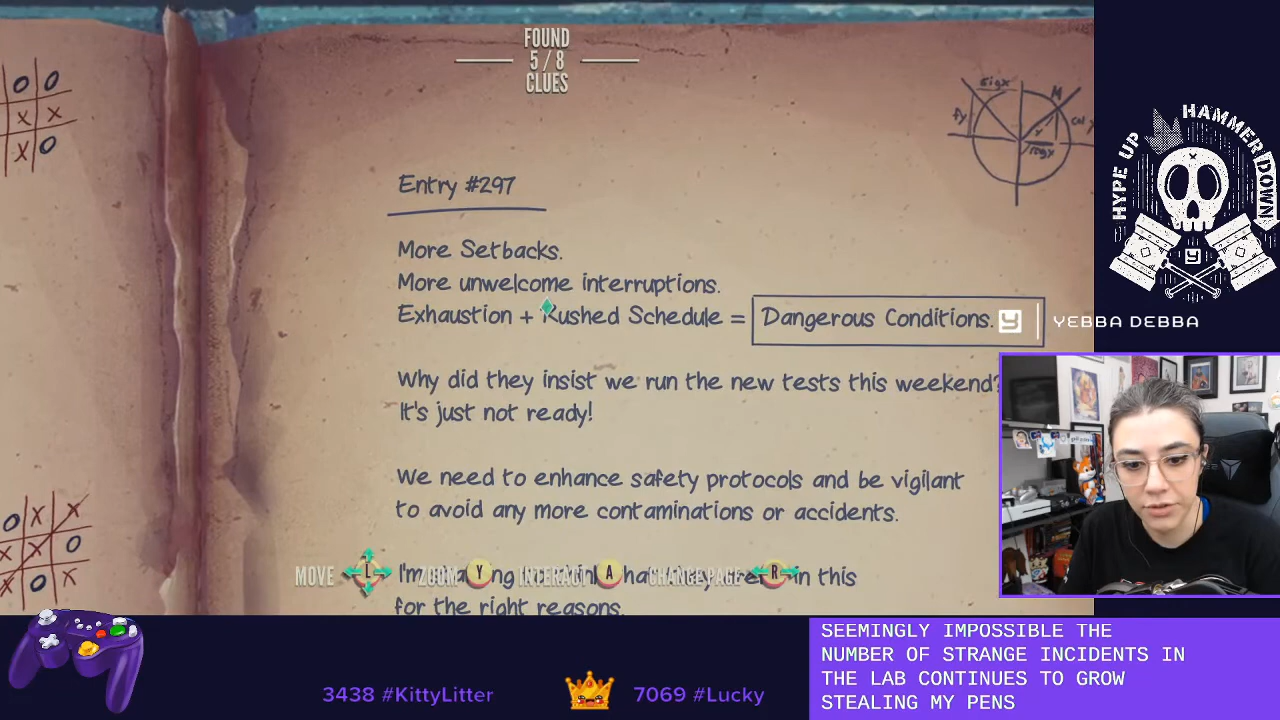 FOUND
5/8
CLUES
Entry #297
More Setbacks.
More unwelcome interruptions.
Exhaustion + Rushed Schedule = Dangerous Conditions.
Why did they insist we run the new tests this weekend?
It's just not ready!
We need to enhance safety protocols and be vigilant
to avoid any more contaminations or accidents.
I'm in this
for the right reasons.
MOVE L ZOOM Y INTERACT A CHANGE PAGE R
HYPE UP
HAMMER DOWN
YEBBA DEBBA
3438 #KittyLitter
7069 #Lucky
SEEMINGLY IMPOSSIBLE THE
NUMBER OF STRANGE INCIDENTS IN
THE LAB CONTINUES TO GROW
STEALING MY PENS